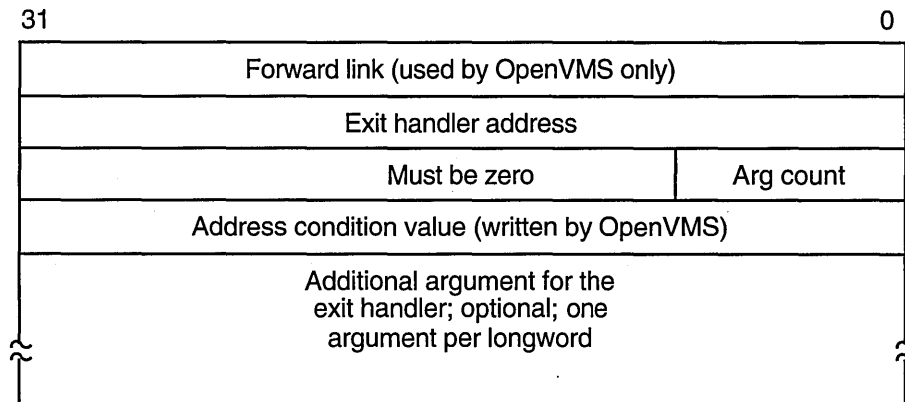 31 0
Forward link (used by OpenVMS only)
Exit handler address
Must be zero Arg count
Address condition value (written by OpenVMS)
Additional argument for the
exit handler; optional; one
argument per longword